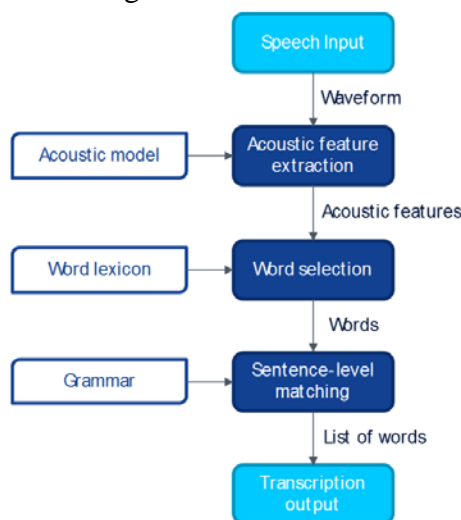 Speech Input
Waveform
Acoustic model
Acoustic feature
extraction
Acoustic features
Word lexicon
Word selection
Words
Grammar
Sentence-level
matching
List of words
Transcription
output